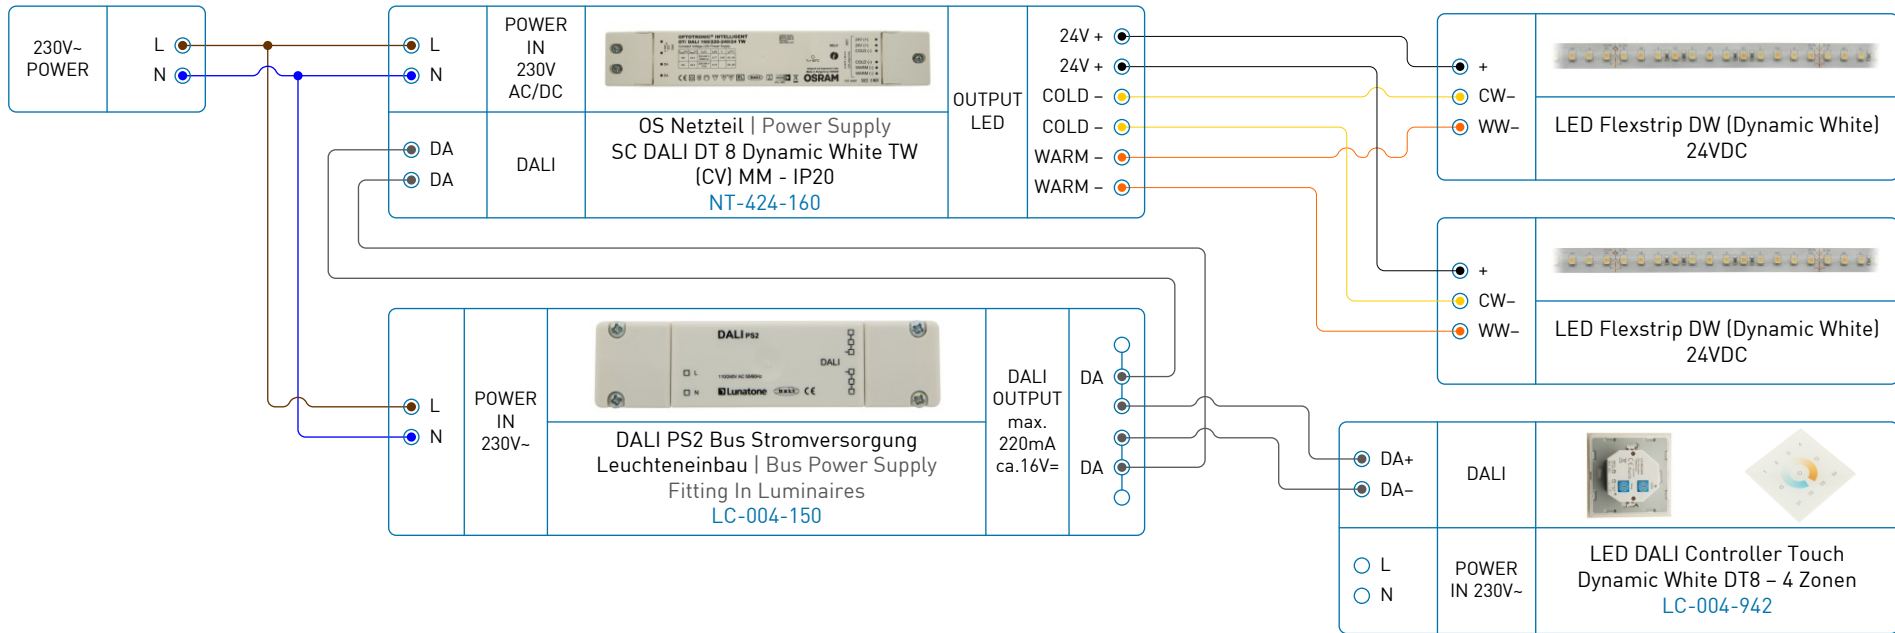 230V~
POWER
L
N
L
N
POWER
IN
230V
AC/DC
DA
DA
DALI
OPTOTRONIC® INTELLIGENT
OSRAM
OS Netzteil | Power Supply
SC DALI DT 8 Dynamic White TW
(CV) MM - IP20
NT-424-160
OUTPUT
LED
24V +
24V +
COLD –
COLD –
WARM –
WARM –
+
CW–
WW–
LED Flexstrip DW (Dynamic White)
24VDC
+
CW–
WW–
LED Flexstrip DW (Dynamic White)
24VDC
L
N
POWER
IN
230V~
DALI PS2
DALI
L
N
Lunatone
DALI PS2 Bus Stromversorgung
Leuchteneinbau | Bus Power Supply
Fitting In Luminaires
LC-004-150
DALI
OUTPUT
max.
220mA
ca.16V=
DA
DA
DA+
DA–
DALI
L
N
POWER
IN 230V~
LED DALI Controller Touch
Dynamic White DT8 – 4 Zonen
LC-004-942